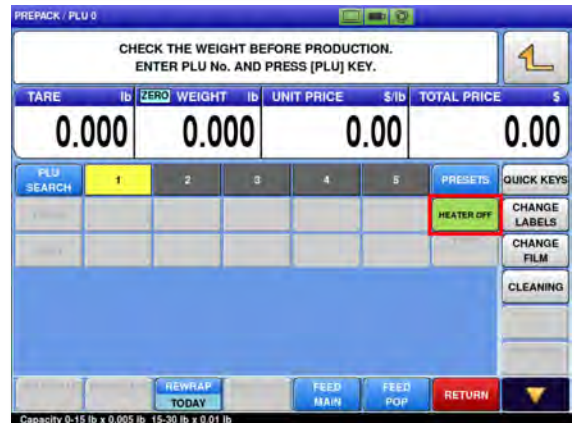 PREPACK / PLU 0
CHECK THE WEIGHT BEFORE PRODUCTION.
ENTER PLU No. AND PRESS [PLU] KEY.
TARE lb ZERO WEIGHT lb UNIT PRICE $/lb TOTAL PRICE $
0.000 0.000 0.00 0.00
PLU SEARCH 1 2 3 4 5 PRESETS QUICK KEYS
HEATER OFF CHANGE LABELS
CHANGE FILM
CLEANING
REWRAP TODAY FEED MAIN FEED POP RETURN
Capacity 0-15 lb x 0.005 lb 15-30 lb x 0.01 lb